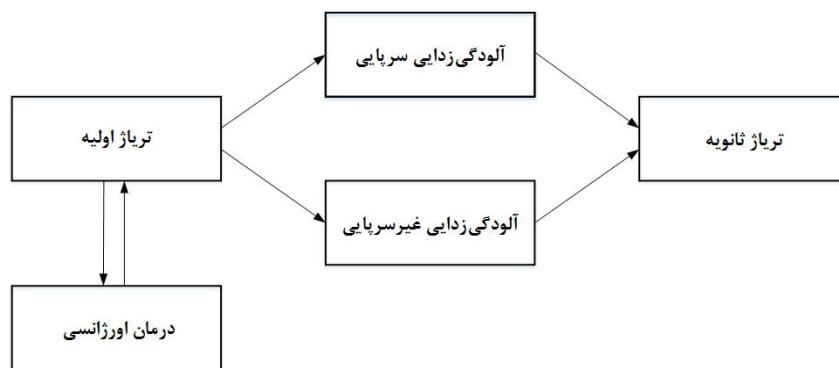 آلودگی‌زدایی سرپایی
تریاژ اولیه
تریاژ ثانویه
آلودگی‌زدایی غیرسرپایی
درمان اورژانسی